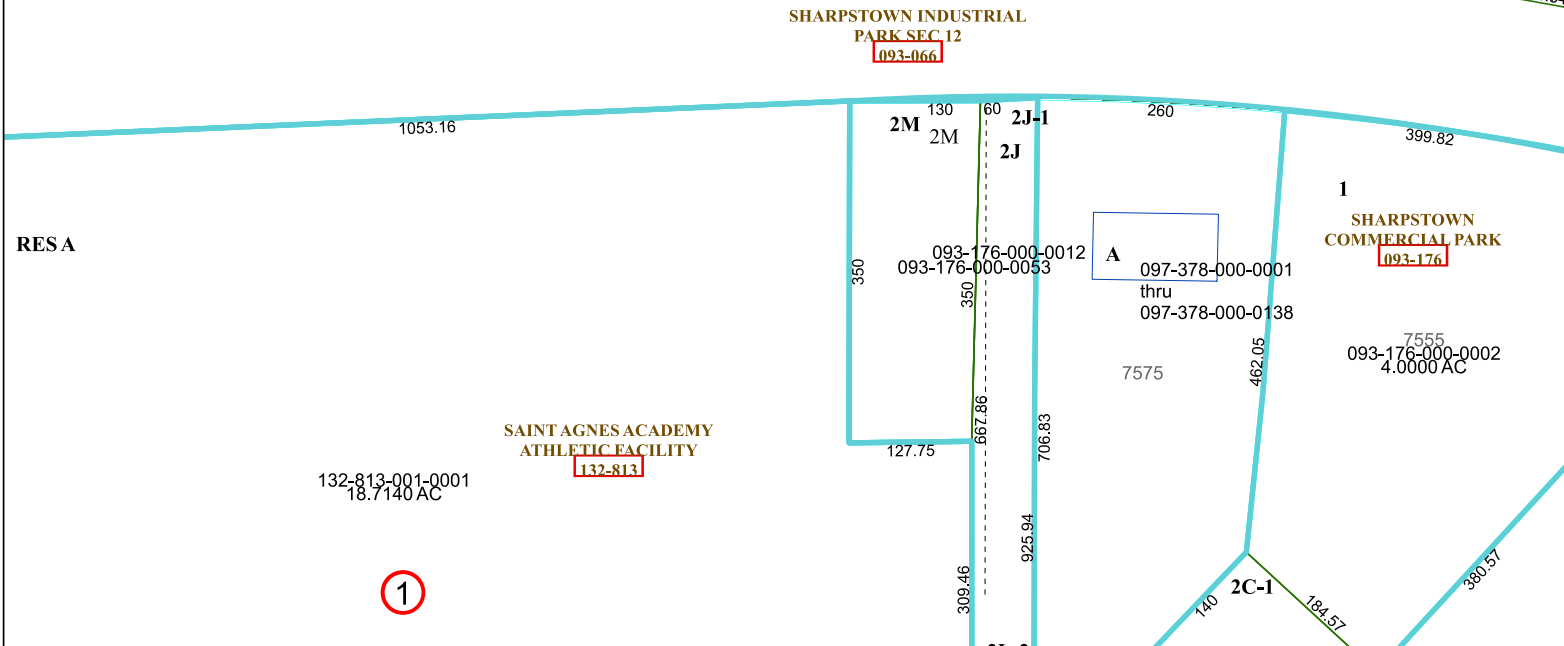 SHARPSTOWN INDUSTRIAL
PARK SEC 12
093-066
1053.16
130
60
2M
2M
2J-1
2J
260
399.82
1
SHARPSTOWN
COMMERCIAL PARK
093-176
RES A
350
093-176-000-0012
093-176-000-0053
350
A
097-378-000-0001
thru
097-378-000-0138
7555
093-176-000-0002
4.0000 AC
462.05
7575
SAINT AGNES ACADEMY
ATHLETIC FACILITY
132-813
127.75
667.86
706.83
132-813-001-0001
18.7140 AC
925.94
309.46
1
140
2C-1
184.57
380.57